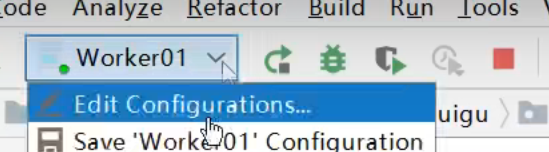 ode Analyze Refactor Build Run Tools
Worker01
Edit Configurations...
uigu
Save 'Worker01' Configuration